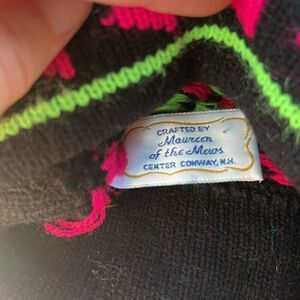 CRAFTED BY
Maureen
of the Mews
CENTER CONWAY, N.H.